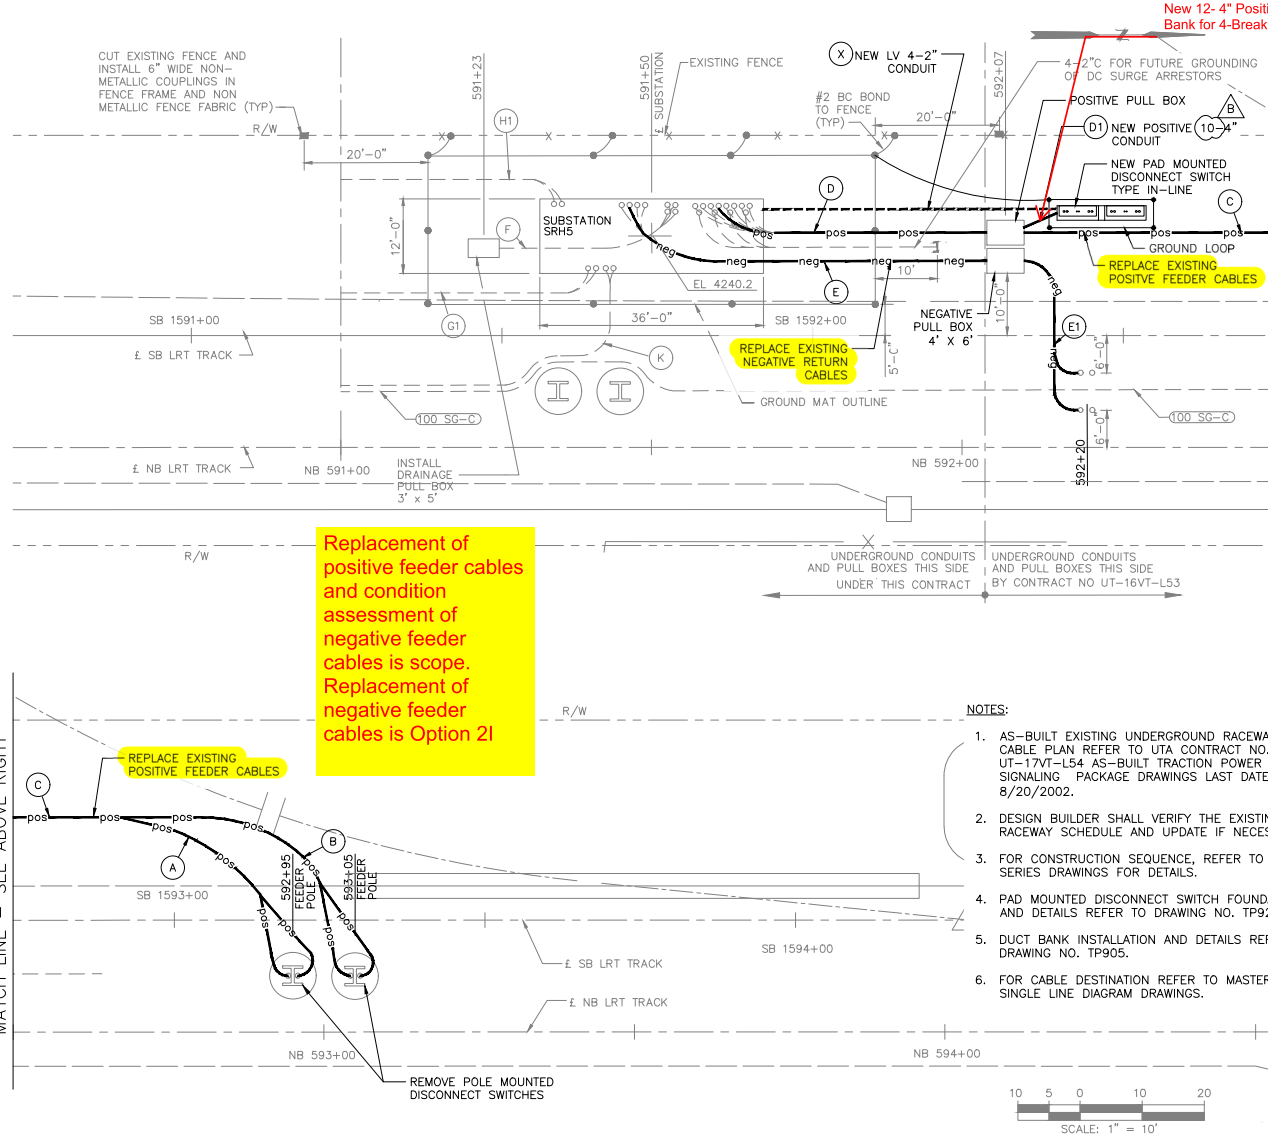 New 12- 4" Positi
Bank for 4-Break
CUT EXISTING FENCE AND
INSTALL 6" WIDE NON-
METALLIC COUPLINGS IN
FENCE FRAME AND NON
METALLIC FENCE FABRIC (TYP)
R/W
20'-0"
591+23
H1
591+50
℄ SUBSTATION
EXISTING FENCE
#2 BC BOND
TO FENCE
(TYP)
X
NEW LV 4-2"
CONDUIT
20'-0"
592+07
4-2"C FOR FUTURE GROUNDING
OF DC SURGE ARRESTORS
POSITIVE PULL BOX
B
D1
NEW POSITIVE 10-4"
CONDUIT
NEW PAD MOUNTED
DISCONNECT SWITCH
TYPE IN-LINE
C
12'-0"
F
SUBSTATION
SRH5
D
pos
pos
pos
pos
pos
pos
GROUND LOOP
REPLACE EXISTING
POSITIVE FEEDER CABLES
neg
neg
neg
neg
neg
10'
E
EL 4240.2
neg
G1
36'-0"
SB 1591+00
SB 1592+00
NEGATIVE
PULL BOX
4' X 6'
10'-0"
E1
neg
6'-0"
℄ SB LRT TRACK
K
REPLACE EXISTING
NEGATIVE RETURN
CABLES
5'-0"
GROUND MAT OUTLINE
100 SG-C
100 SG-C
6'-0"
592+20
℄ NB LRT TRACK
NB 591+00
INSTALL
DRAINAGE
PULL BOX
3' x 5'
NB 592+00
R/W
Replacement of
positive feeder cables
and condition
assessment of
negative feeder
cables is scope.
Replacement of
negative feeder
cables is Option 2I
UNDERGROUND CONDUITS
AND PULL BOXES THIS SIDE
UNDER THIS CONTRACT
UNDERGROUND CONDUITS
AND PULL BOXES THIS SIDE
BY CONTRACT NO UT-16VT-L53
R/W
MATCH LINE - SEE ABOVE RIGHT
REPLACE EXISTING
POSITIVE FEEDER CABLES
C
pos
pos
pos
pos
pos
B
A
pos
pos
pos
pos
pos
592+95
FEEDER
POLE
593+05
FEEDER
POLE
SB 1593+00
SB 1594+00
℄ SB LRT TRACK
℄ NB LRT TRACK
NB 593+00
NB 594+00
REMOVE POLE MOUNTED
DISCONNECT SWITCHES
NOTES:
1. AS-BUILT EXISTING UNDERGROUND RACEWA
CABLE PLAN REFER TO UTA CONTRACT NO.
UT-17VT-L54 AS-BUILT TRACTION POWER
SIGNALING PACKAGE DRAWINGS LAST DATE
8/20/2002.
2. DESIGN BUILDER SHALL VERIFY THE EXISTIN
RACEWAY SCHEDULE AND UPDATE IF NECES
3. FOR CONSTRUCTION SEQUENCE, REFER TO
SERIES DRAWINGS FOR DETAILS.
4. PAD MOUNTED DISCONNECT SWITCH FOUND
AND DETAILS REFER TO DRAWING NO. TP92
5. DUCT BANK INSTALLATION AND DETAILS REF
DRAWING NO. TP905.
6. FOR CABLE DESTINATION REFER TO MASTER
SINGLE LINE DIAGRAM DRAWINGS.
10 5 0 10 20
SCALE: 1" = 10'